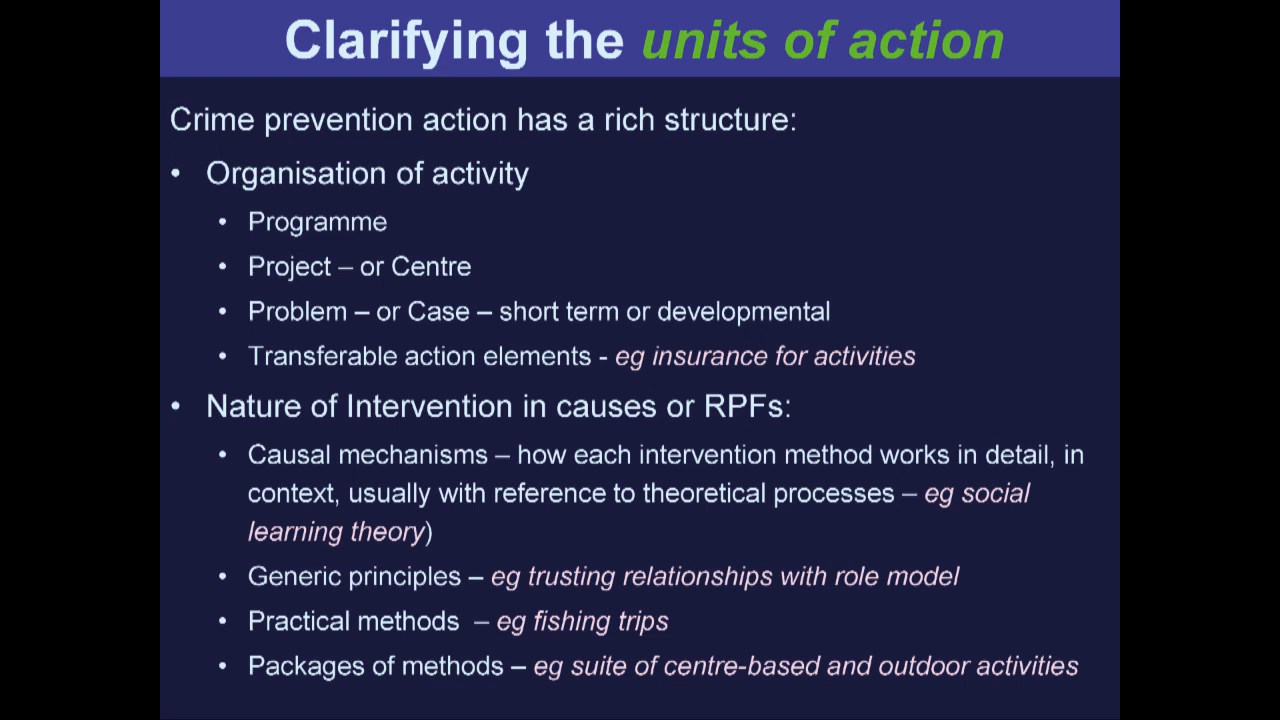 Clarifying the units of action
Crime prevention action has a rich structure:
• Organisation of activity
• Programme
• Project – or Centre
• Problem – or Case – short term or developmental
• Transferable action elements - eg insurance for activities
• Nature of Intervention in causes or RPFs:
• Causal mechanisms – how each intervention method works in detail, in
context, usually with reference to theoretical processes – eg social
learning theory)
• Generic principles – eg trusting relationships with role model
• Practical methods – eg fishing trips
• Packages of methods – eg suite of centre-based and outdoor activities